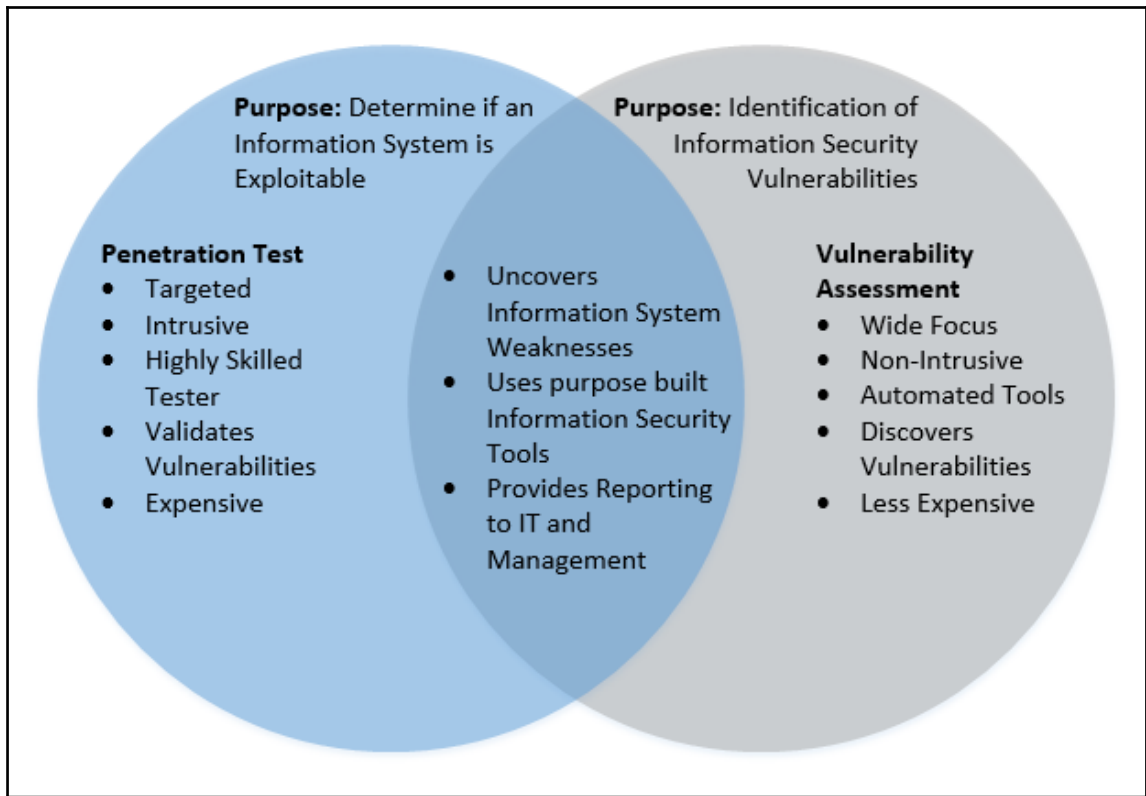 Purpose: Determine if an
Information System is
Exploitable
Purpose: Identification of
Information Security
Vulnerabilities
Penetration Test
• Targeted
• Intrusive
• Highly Skilled
Tester
• Validates
Vulnerabilities
• Expensive
• Uncovers
Information System
Weaknesses
• Uses purpose built
Information Security
Tools
• Provides Reporting
to IT and
Management
Vulnerability
Assessment
• Wide Focus
• Non-Intrusive
• Automated Tools
• Discovers
Vulnerabilities
• Less Expensive